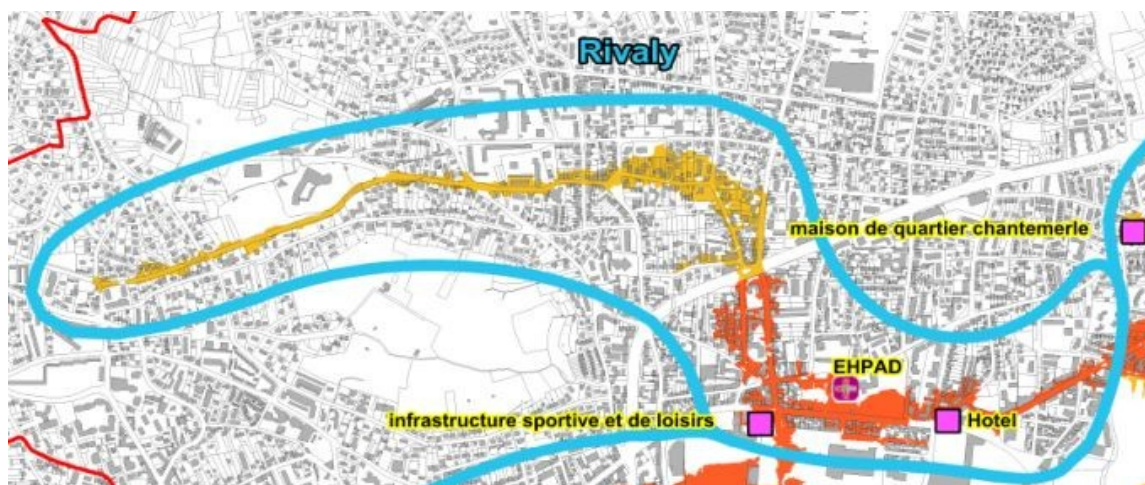 Rivaly
maison de quartier chantemerle
EHPAD
infrastructure sportive et de loisirs
Hotel